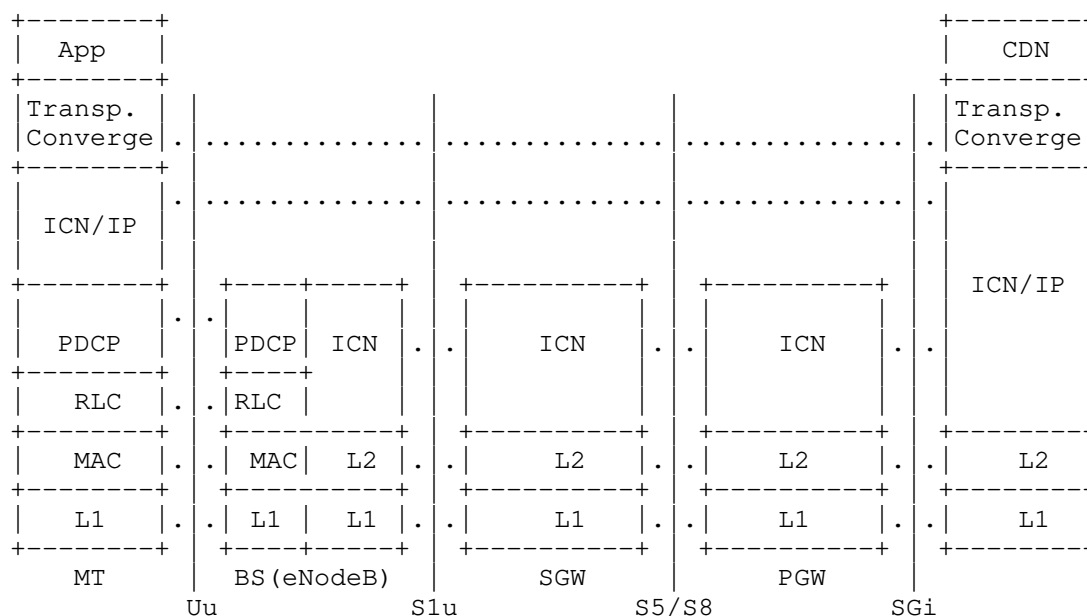 App CDN
Transp. Transp.
Converge Converge
ICN/IP
ICN/IP
PDCP PDCP ICN ICN ICN
RLC RLC
MAC MAC L2 L2 L2 L2
L1 L1 L1 L1 L1 L1
MT BS(eNodeB) SGW PGW
Uu S1u S5/S8 SGi